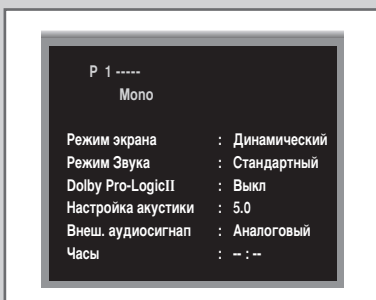 P 1 -----
Mono
Режим экрана : Динамический
Режим Звука : Стандартный
Dolby Pro-LogicII : Выкл
Настройка акустики : 5.0
Внеш. аудиосигнап : Аналоговый
Часы : -- : --